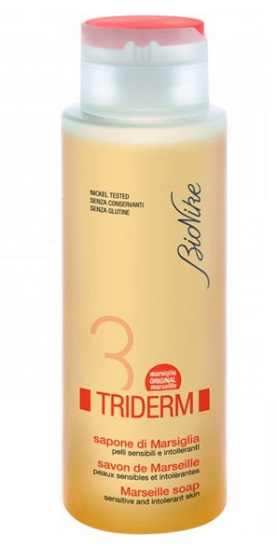 NICKEL TESTED
SENZA CONSERVANTI
SENZA GLUTINE
BioNike
3
marsiglia
ORIGINAL
marseille
TRIDERM
sapone di Marsiglia
pelli sensibili e intolleranti
savon de Marseille
peaux sensibles et intolérantes
Marseille soap
sensitive and intolerant skin